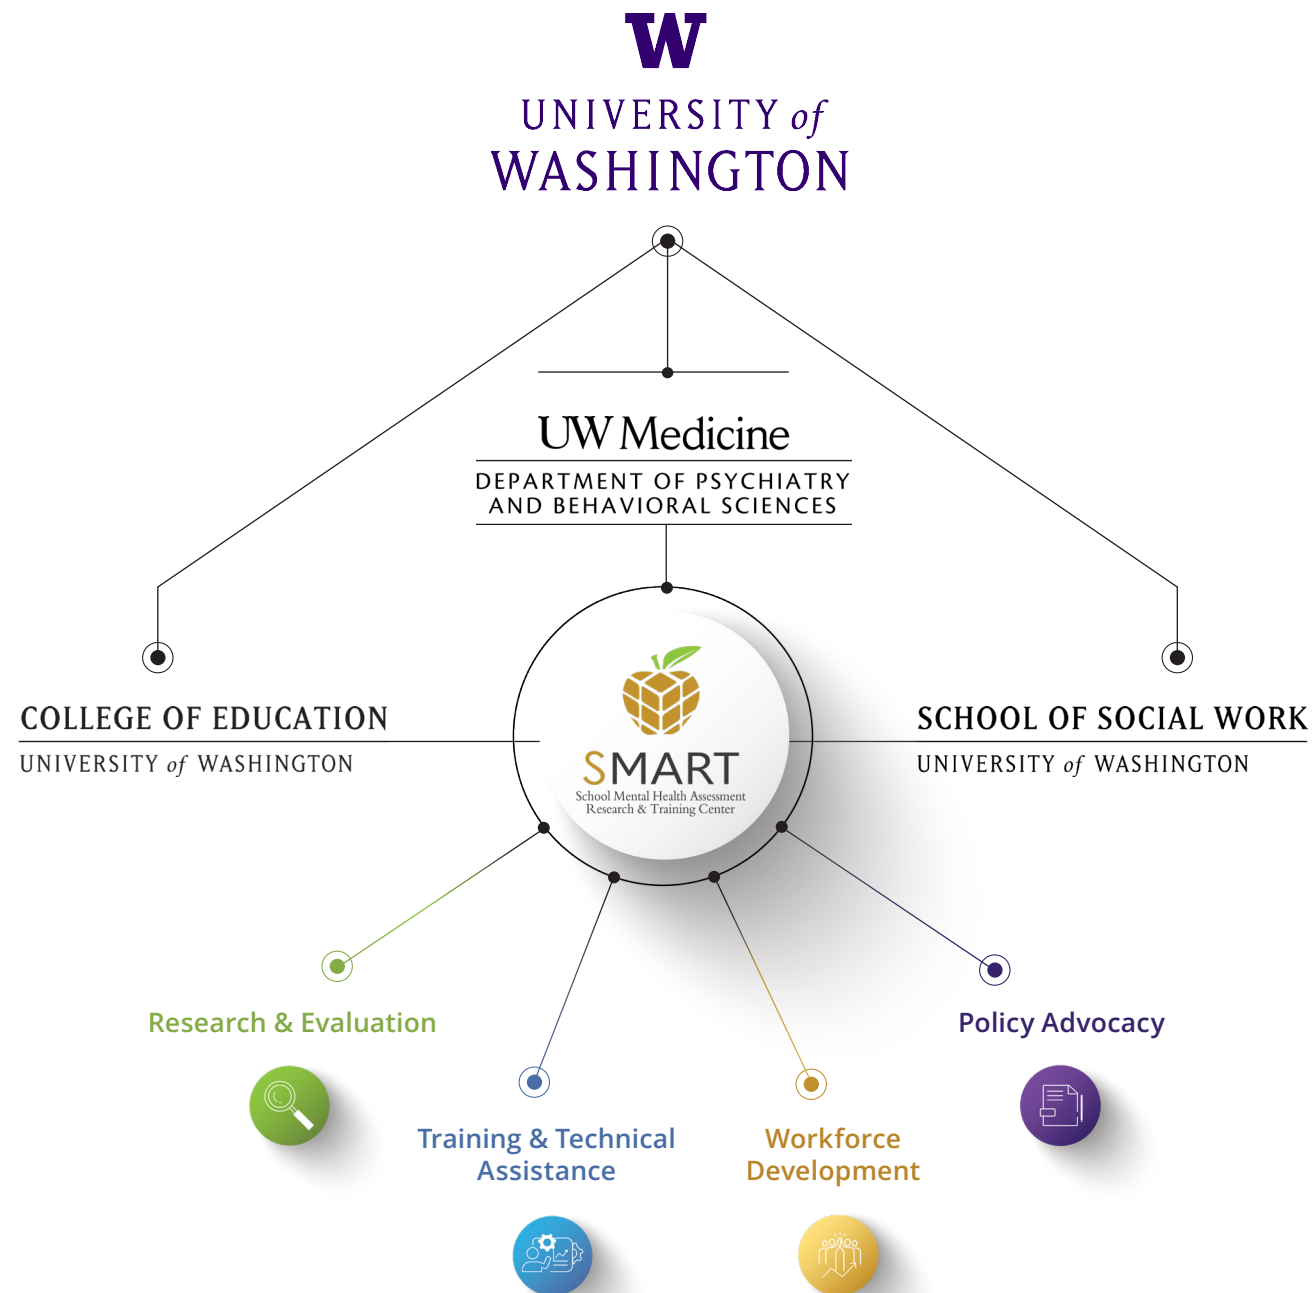 W
UNIVERSITY of
WASHINGTON
UW Medicine
DEPARTMENT OF PSYCHIATRY
AND BEHAVIORAL SCIENCES
COLLEGE OF EDUCATION
UNIVERSITY of WASHINGTON
SMART
School Mental Health Assessment
Research & Training Center
SCHOOL OF SOCIAL WORK
UNIVERSITY of WASHINGTON
Research & Evaluation
Training & Technical
Assistance
Workforce
Development
Policy Advocacy